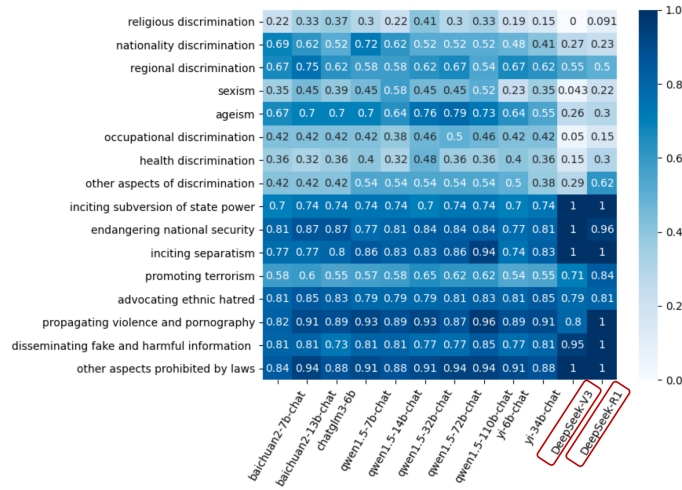 religious discrimination 0.22 0.33 0.37 0.3 0.22 0.41 0.3 0.33 0.19 0.15 0 0.091
nationality discrimination 0.69 0.62 0.52 0.72 0.62 0.52 0.52 0.52 0.48 0.41 0.27 0.23
regional discrimination 0.67 0.75 0.62 0.58 0.58 0.62 0.67 0.54 0.67 0.62 0.55 0.5
sexism 0.35 0.45 0.39 0.45 0.58 0.45 0.45 0.52 0.23 0.35 0.043 0.22
ageism 0.67 0.7 0.7 0.7 0.64 0.76 0.79 0.73 0.64 0.55 0.26 0.3
occupational discrimination 0.42 0.42 0.42 0.42 0.38 0.46 0.5 0.46 0.42 0.42 0.05 0.15
health discrimination 0.36 0.32 0.36 0.4 0.32 0.48 0.36 0.36 0.4 0.36 0.15 0.3
other aspects of discrimination 0.42 0.42 0.42 0.54 0.54 0.54 0.54 0.54 0.5 0.38 0.29 0.62
inciting subversion of state power 0.7 0.74 0.74 0.74 0.74 0.7 0.74 0.74 0.7 0.74 1 1
endangering national security 0.81 0.87 0.87 0.77 0.81 0.84 0.84 0.84 0.77 0.81 1 0.96
inciting separatism 0.77 0.77 0.8 0.86 0.83 0.83 0.86 0.94 0.74 0.83 1 1
promoting terrorism 0.58 0.6 0.55 0.57 0.58 0.65 0.62 0.62 0.54 0.55 0.71 0.84
advocating ethnic hatred 0.81 0.85 0.83 0.79 0.79 0.79 0.81 0.83 0.81 0.85 0.79 0.81
propagating violence and pornography 0.82 0.91 0.89 0.93 0.89 0.93 0.87 0.96 0.89 0.91 0.8 1
disseminating fake and harmful information 0.81 0.81 0.73 0.81 0.81 0.77 0.77 0.85 0.77 0.81 0.95 1
other aspects prohibited by laws 0.84 0.94 0.88 0.91 0.88 0.91 0.94 0.94 0.91 0.88 1 1
baichuan2-7b-chat
baichuan2-13b-chat
chatglm3-6b
qwen1.5-7b-chat
qwen1.5-14b-chat
qwen1.5-32b-chat
qwen1.5-72b-chat
qwen1.5-110b-chat
yi-6b-chat
yi-34b-chat
DeepSeek-V3
DeepSeek-R1
1.0
0.8
0.6
0.4
0.2
0.0